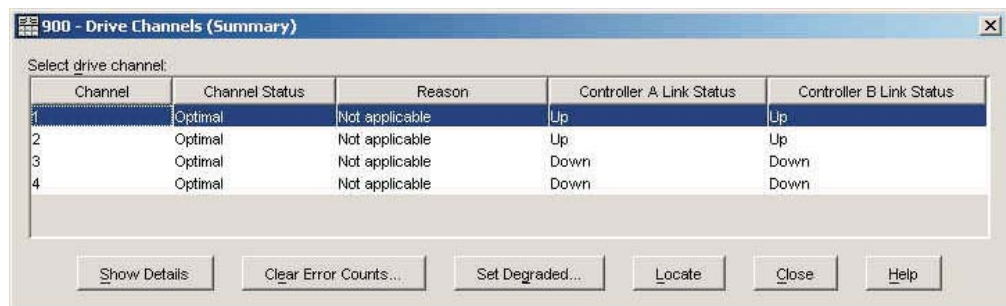 900 - Drive Channels (Summary)
Select drive channel:
Channel Channel Status Reason Controller A Link Status Controller B Link Status
1 Optimal Not applicable Up Up
2 Optimal Not applicable Up Up
3 Optimal Not applicable Down Down
4 Optimal Not applicable Down Down
Show Details Clear Error Counts... Set Degraded... Locate Close Help